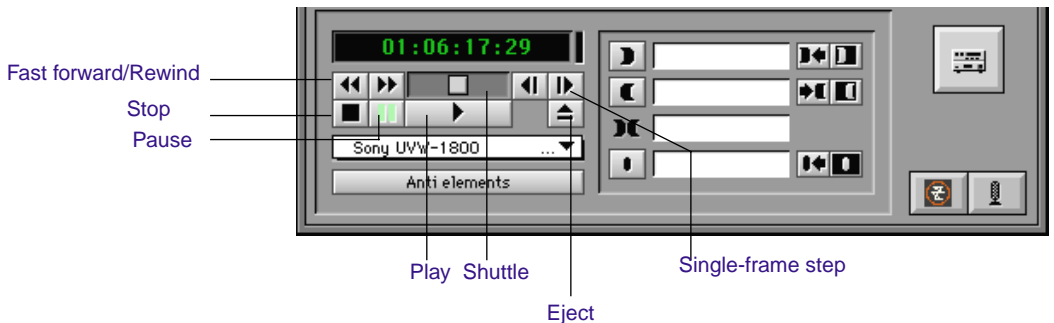 01:06:17:29
Fast forward/Rewind
Stop
Pause
Sony UVW-1800 ...
Anti elements
Play
Shuttle
Single-frame step
Eject